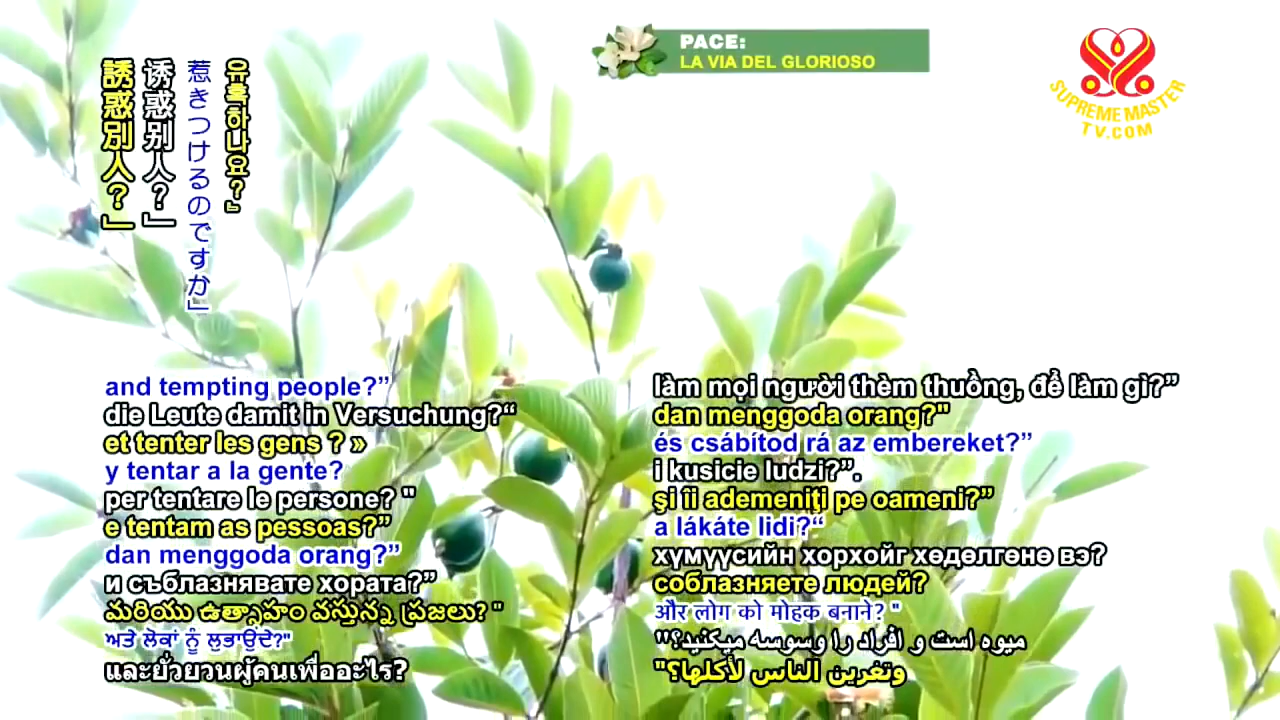 PACE:
LA VIA DEL GLORIOSO
SUPREME MASTER
TV.COM
유혹하나요?』
惹きつけるのですか」
诱惑别人？」
誘惑別人？」
and tempting people?”
die Leute damit in Versuchung?“
et tenter les gens ? »
y tentar a la gente?
per tentare le persone? "
e tentam as pessoas?”
dan menggoda orang?”
и съблазнявате хората?”
మరియు ఉత్సాహం వస్తున్న ప్రజలు? "
ਅਤੇ ਲੋਕਾਂ ਨੂੰ ਲੁਭਾਉਂਦੇ?"
และยั่วยวนผู้คนเพื่ออะไร?
làm mọi người thèm thuồng, để làm gì?”
dan menggoda orang?"
és csábítod rá az embereket?”
i kusicie ludzi?”.
şi îi ademeniţi pe oameni?”
a lákáte lidi?“
хүмүүсийн хорхойг хөдөлгөнө вэ?
соблазняете людей?
और लोग को मोहक बनाने? "
میوه است و افراد را وسوسه میکنید؟"
وتغرين الناس لأكلها؟"